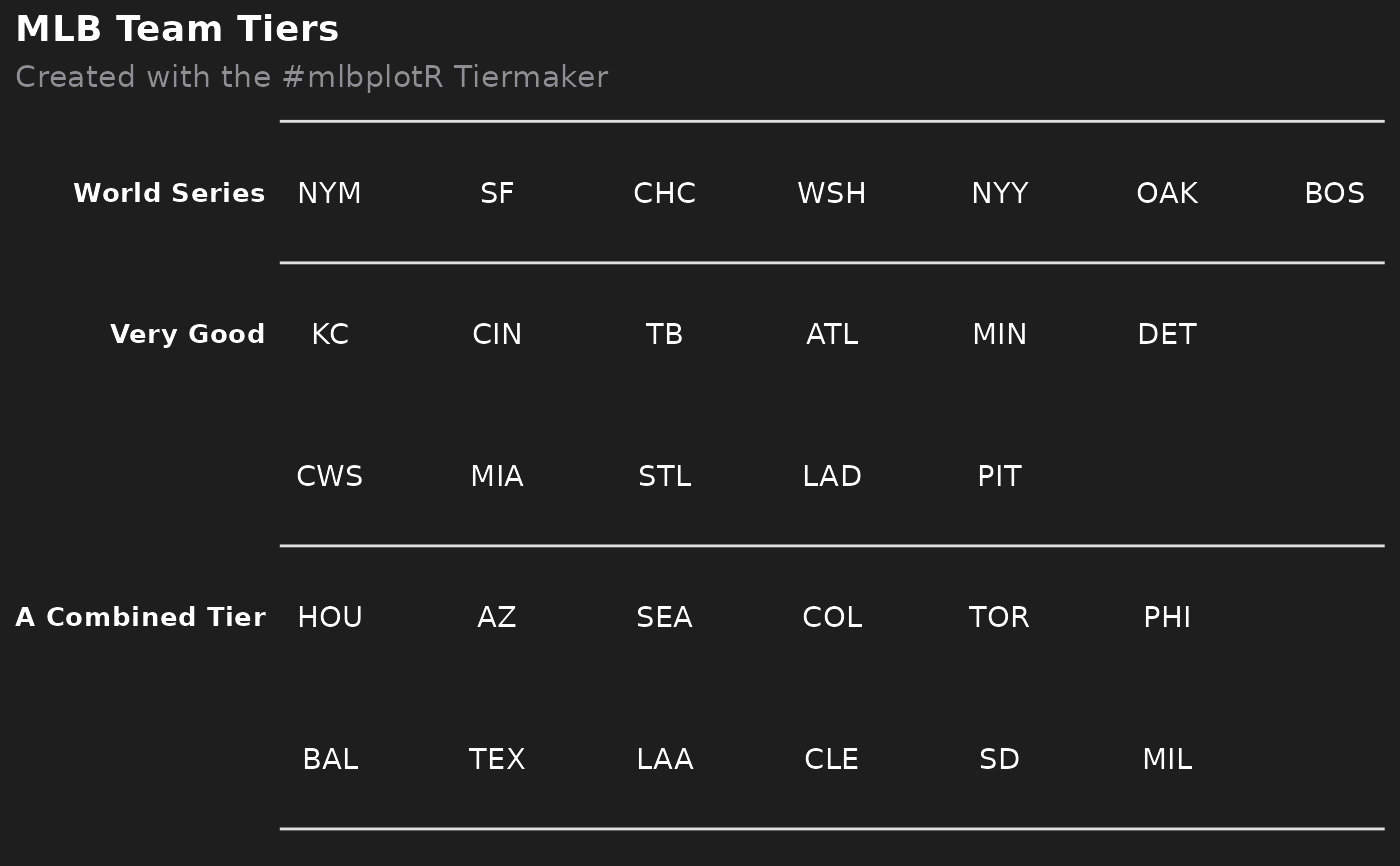 MLB Team Tiers
Created with the #mlbplotR Tiermaker
World Series NYM SF CHC WSH NYY OAK BOS
Very Good KC CIN TB ATL MIN DET
CWS MIA STL LAD PIT
A Combined Tier HOU AZ SEA COL TOR PHI
BAL TEX LAA CLE SD MIL